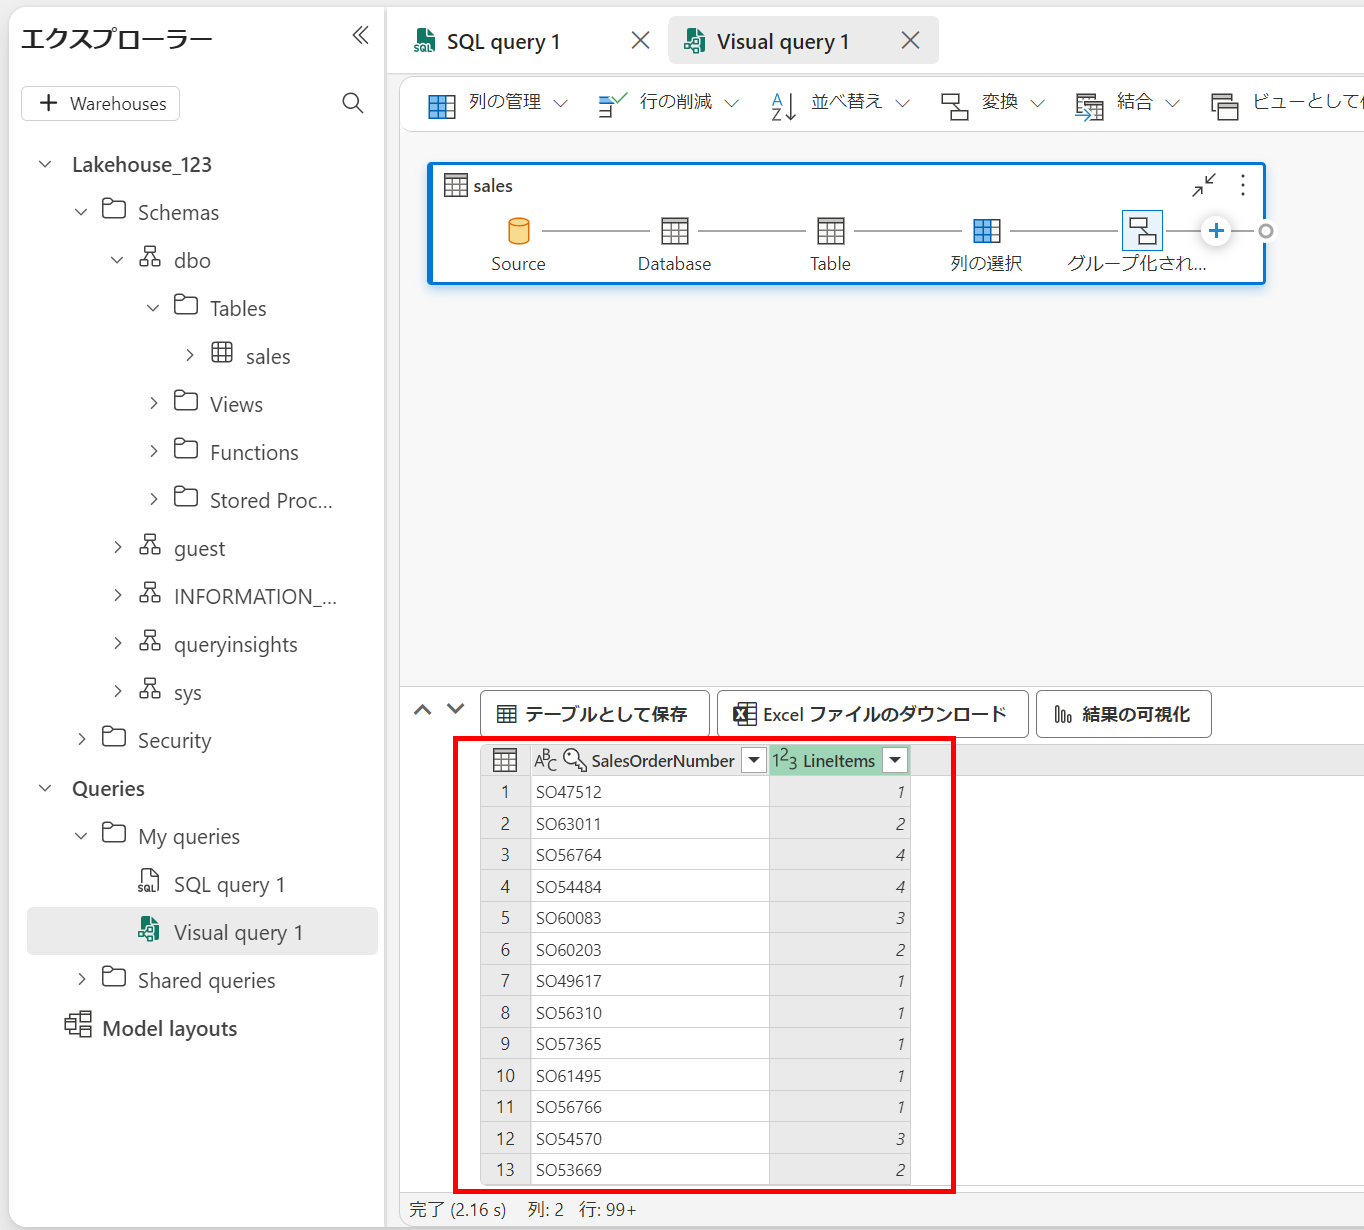 エクスプローラー
Warehouses
Lakehouse_123
Schemas
dbo
Tables
sales
Views
Functions
Stored Proc...
guest
INFORMATION_...
queryinsights
sys
Security
Queries
My queries
SQL query 1
Visual query 1
Shared queries
Model layouts
SQL query 1
Visual query 1
列の管理 行の削減 並べ替え 変換 結合 ビューとして
sales
Source Database Table 列の選択 グループ化され...
テーブルとして保存 Excel ファイルのダウンロード 結果の可視化
ABC SalesOrderNumber 123 LineItems
1 SO47512 1
2 SO63011 2
3 SO56764 4
4 SO54484 4
5 SO60083 3
6 SO60203 2
7 SO49617 1
8 SO56310 1
9 SO57365 1
10 SO61495 1
11 SO56766 1
12 SO54570 3
13 SO53669 2
完了 (2.16 s) 列: 2 行: 99+